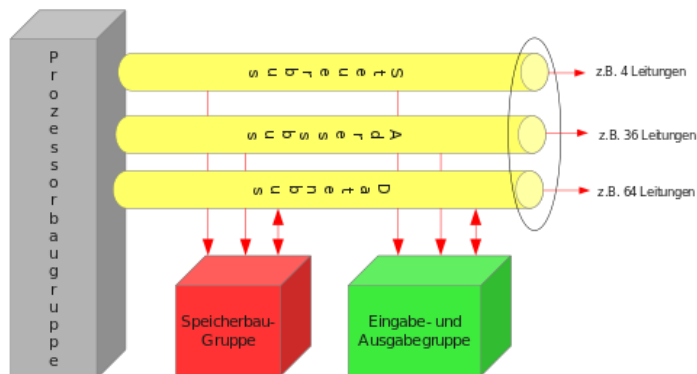 Prozessorbaugruppe
Steuerbus
z.B. 4 Leitungen
Adressbus
z.B. 36 Leitungen
Datenbus
z.B. 64 Leitungen
Speicherbau-
Gruppe
Eingabe- und
Ausgabegruppe